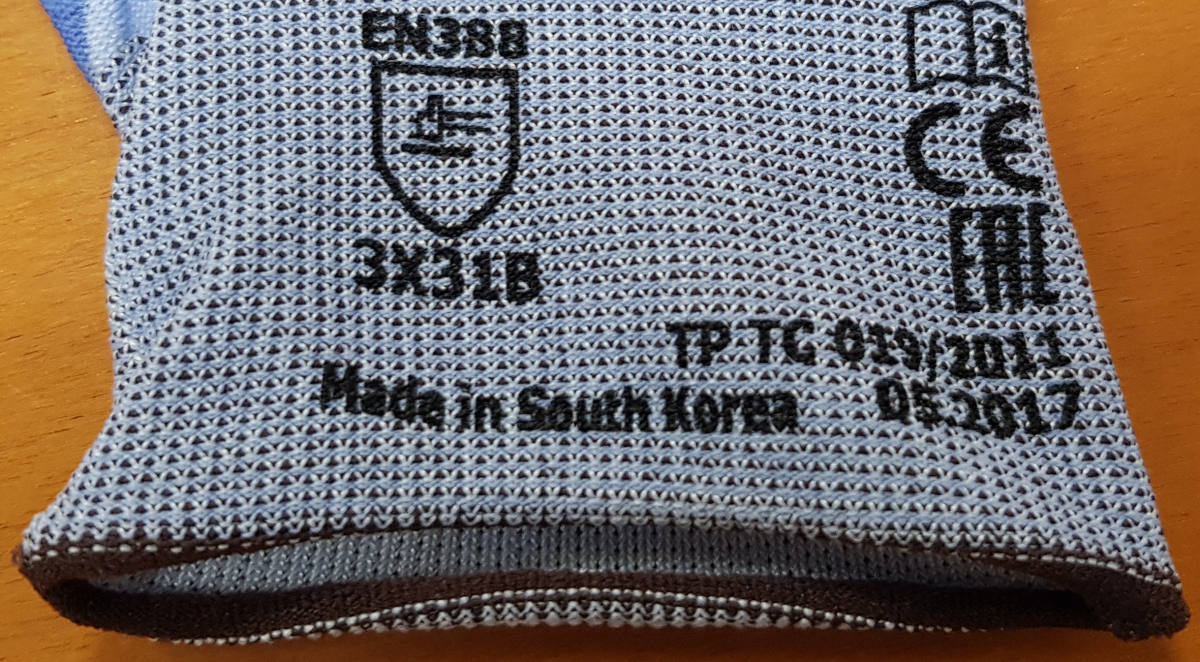 EN388
i
CE
EAC
3X31B
TP TC 019/2011
Made in South Korea
05.2017